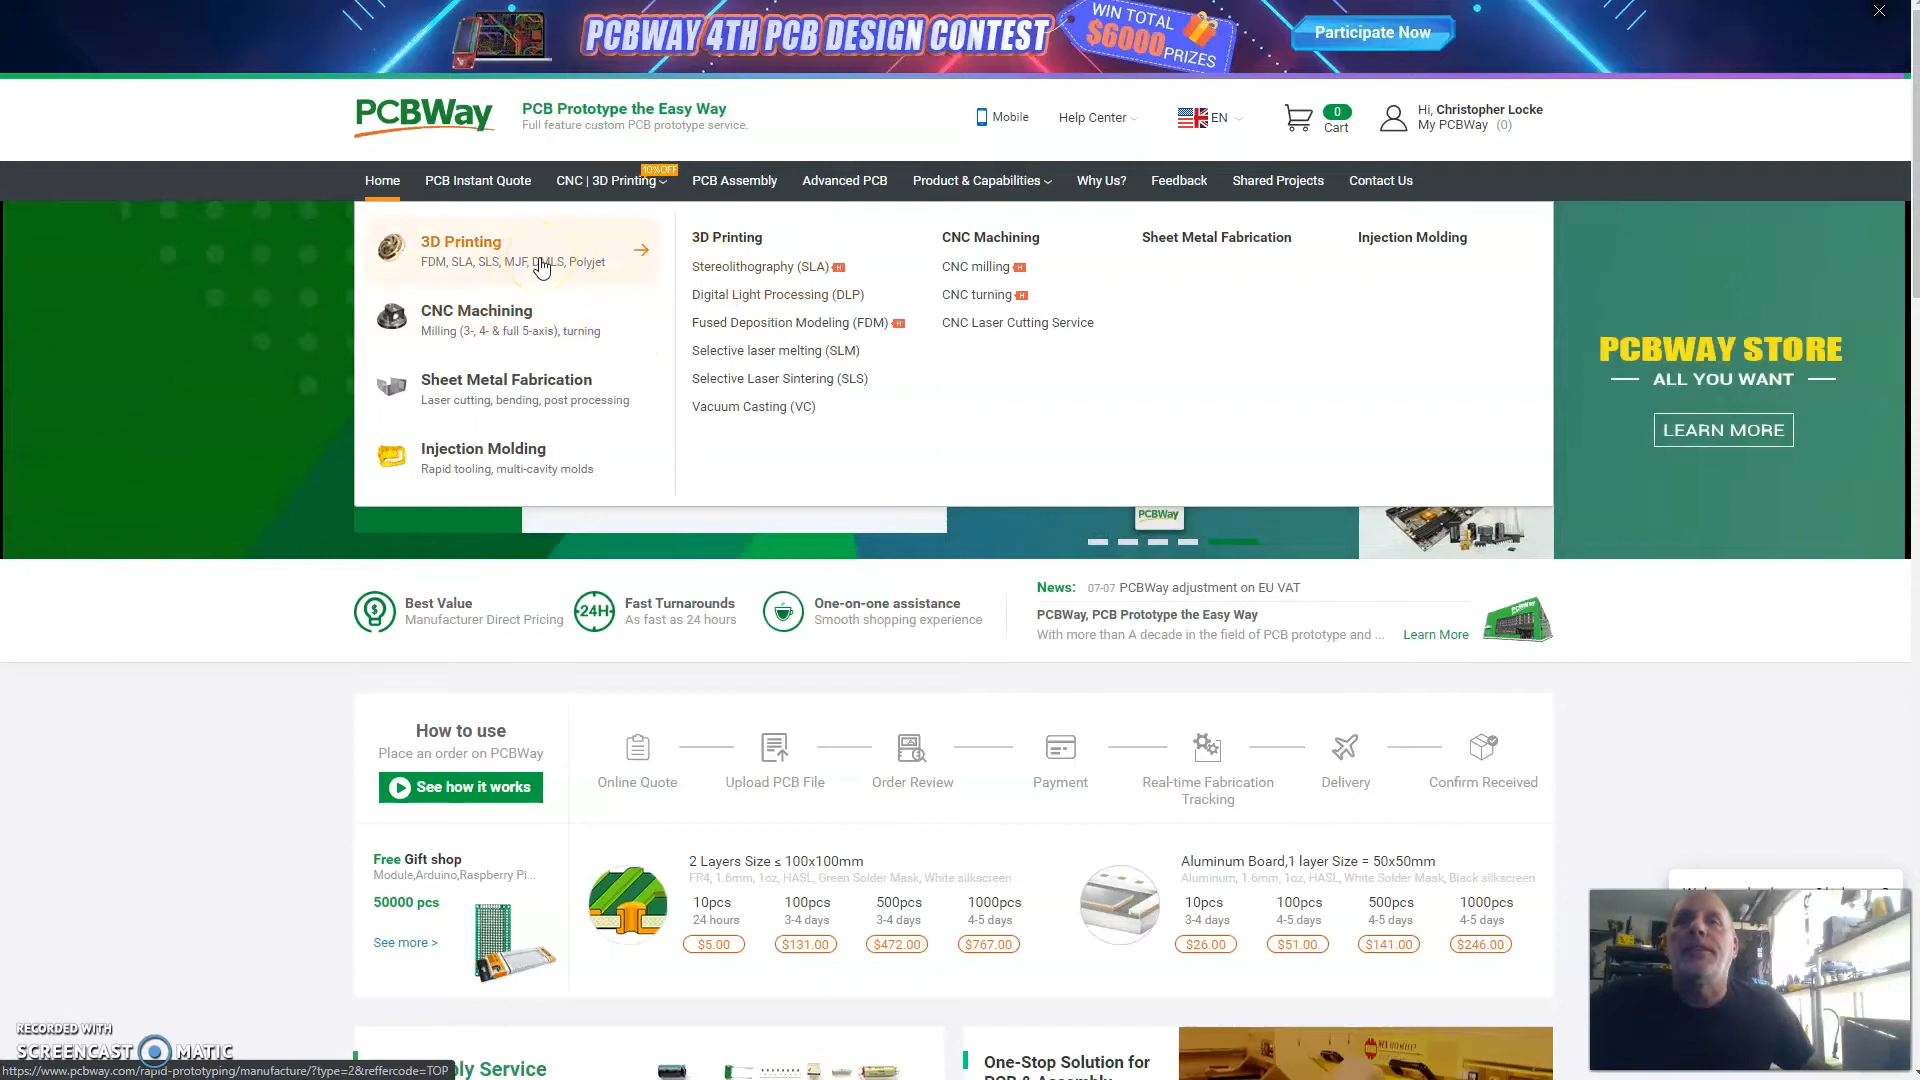 PCBWAY 4TH PCB DESIGN CONTEST
WIN TOTAL
$6000
PRIZES
Participate Now
PCBWay
PCB Prototype the Easy Way
Full feature custom PCB prototype service.
Mobile
Help Center
EN
0
Cart
Hi, Christopher Locke
My PCBWay (0)
10%OFF
Home
PCB Instant Quote
CNC | 3D Printing
PCB Assembly
Advanced PCB
Product & Capabilities
Why Us?
Feedback
Shared Projects
Contact Us
3D Printing
FDM, SLA, SLS, MJF, DMLS, Polyjet
CNC Machining
Milling (3-, 4- & full 5-axis), turning
Sheet Metal Fabrication
Laser cutting, bending, post processing
Injection Molding
Rapid tooling, multi-cavity molds
3D Printing
Stereolithography (SLA) H
Digital Light Processing (DLP)
Fused Deposition Modeling (FDM) H
Selective laser melting (SLM)
Selective Laser Sintering (SLS)
Vacuum Casting (VC)
CNC Machining
CNC milling H
CNC turning H
CNC Laser Cutting Service
Sheet Metal Fabrication
Injection Molding
PCBWAY STORE
ALL YOU WANT
LEARN MORE
PCBWay
Best Value
Manufacturer Direct Pricing
24H
Fast Turnarounds
As fast as 24 hours
One-on-one assistance
Smooth shopping experience
News: 07-07 PCBWay adjustment on EU VAT
PCBWay, PCB Prototype the Easy Way
With more than A decade in the field of PCB prototype and ... Learn More
How to use
Place an order on PCBWay
See how it works
Online Quote
Upload PCB File
Order Review
Payment
Real-time Fabrication
Tracking
Delivery
Confirm Received
Free Gift shop
Module,Arduino,Raspberry Pi...
50000 pcs
See more >
2 Layers Size ≤ 100x100mm
FR4, 1.6mm, 1oz, HASL, Green Solder Mask, White silkscreen
10pcs 100pcs 500pcs 1000pcs
24 hours 3-4 days 3-4 days 4-5 days
$5.00 $131.00 $472.00 $767.00
Aluminum Board,1 layer Size = 50x50mm
Aluminum, 1.6mm, 1oz, HASL, White Solder Mask, Black silkscreen
10pcs 100pcs 500pcs 1000pcs
3-4 days 4-5 days 4-5 days 4-5 days
$26.00 $51.00 $141.00 $246.00
ly Service
One-Stop Solution for
PCB & Assembly
RECORDED WITH
SCREENCAST MATIC
https://www.pcbway.com/rapid-prototyping/manufacture/?type=2&reffercode=TOP